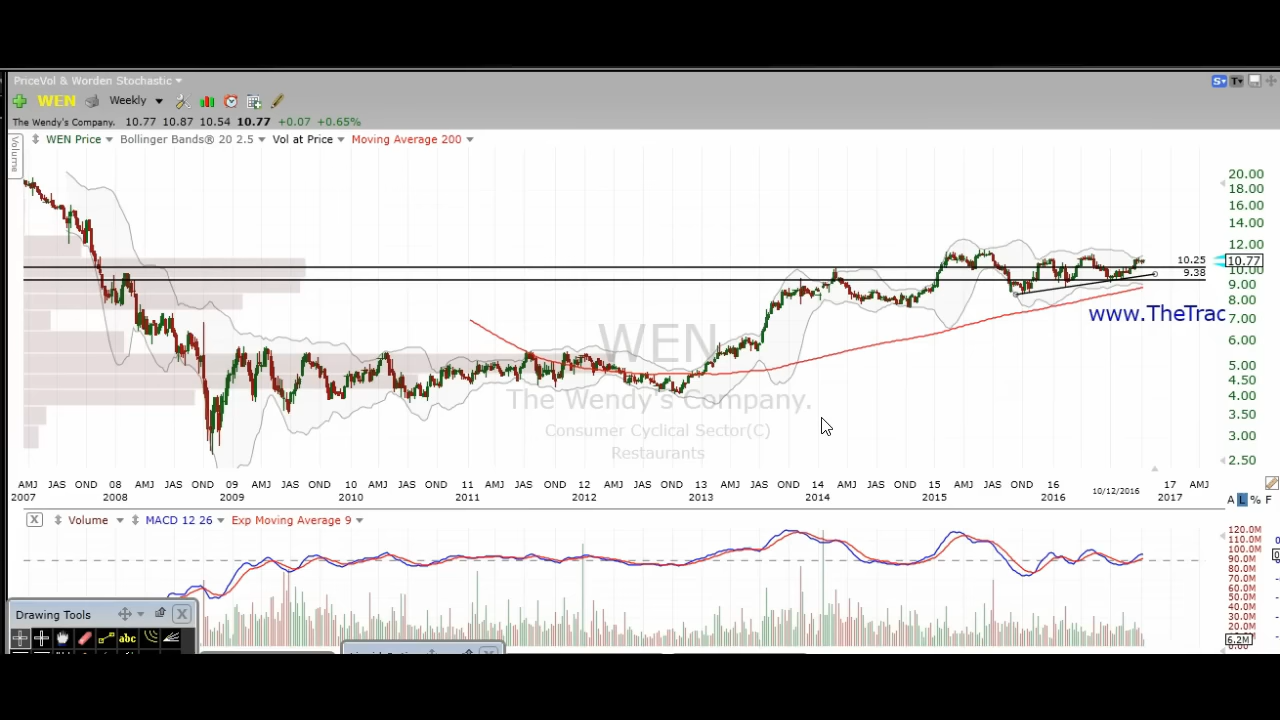 PriceVol & Worden Stochastic
S T
WEN Weekly
The Wendy's Company. 10.77 10.87 10.54 10.77 +0.07 +0.65%
Volume
WEN Price Bollinger Bands® 20 2.5 Vol at Price Moving Average 200
20.00
18.00
16.00
14.00
12.00
10.25 10.77
10.00
9.38
9.00
8.00
www.TheTrac
7.00
WEN
6.00
5.00
4.50
The Wendy's Company.
4.00
3.50
Consumer Cyclical Sector(C)
3.00
Restaurants
2.50
AMJ JAS OND 08 AMJ JAS OND 09 AMJ JAS OND 10 AMJ JAS OND 11 AMJ JAS OND 12 AMJ JAS OND 13 AMJ JAS OND 14 AMJ JAS OND 15 AMJ JAS OND 16 AMJ 17 AMJ
2007 2008 2009 2010 2011 2012 2013 2014 2015 2016 10/12/2016 2017
A L % F
X Volume MACD 12 26 Exp Moving Average 9
120.0M
110.0M
100.0M
90.0M
80.0M
70.0M
60.0M
50.0M
40.0M
30.0M
20.0M
6.2M
0.00
Drawing Tools X
abc